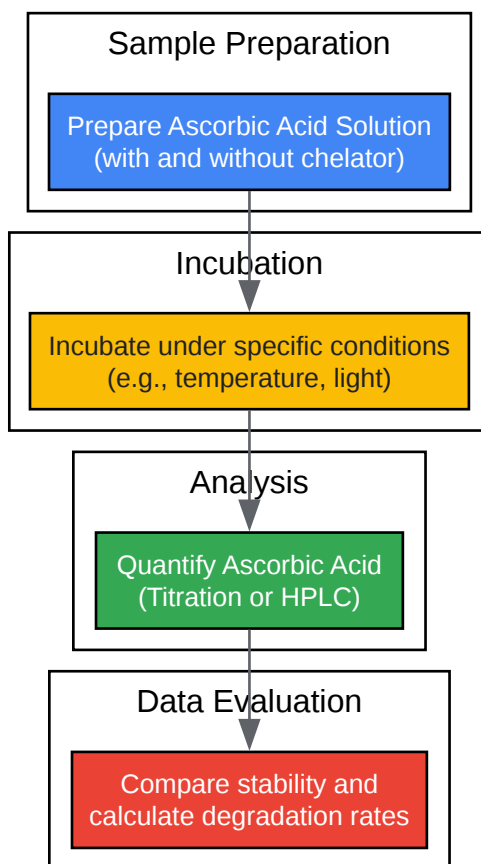 Sample Preparation
Prepare Ascorbic Acid Solution
(with and without chelator)
Incubation
Incubate under specific conditions
(e.g., temperature, light)
Analysis
Quantify Ascorbic Acid
(Titration or HPLC)
Data Evaluation
Compare stability and
calculate degradation rates